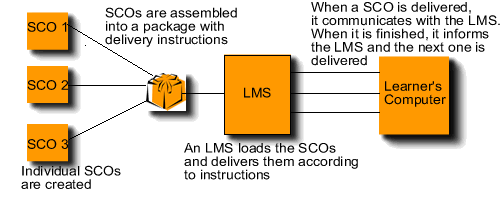 SCO 1
SCO 2
SCO 3
Individual SCOs
are created
SCOs are assembled
into a package with
delivery instructions
LMS
An LMS loads the SCOs
and delivers them according
to instructions
When a SCO is delivered,
it communicates with the LMS.
When it is finished, it informs
the LMS and the next one is
delivered
Learner's
Computer